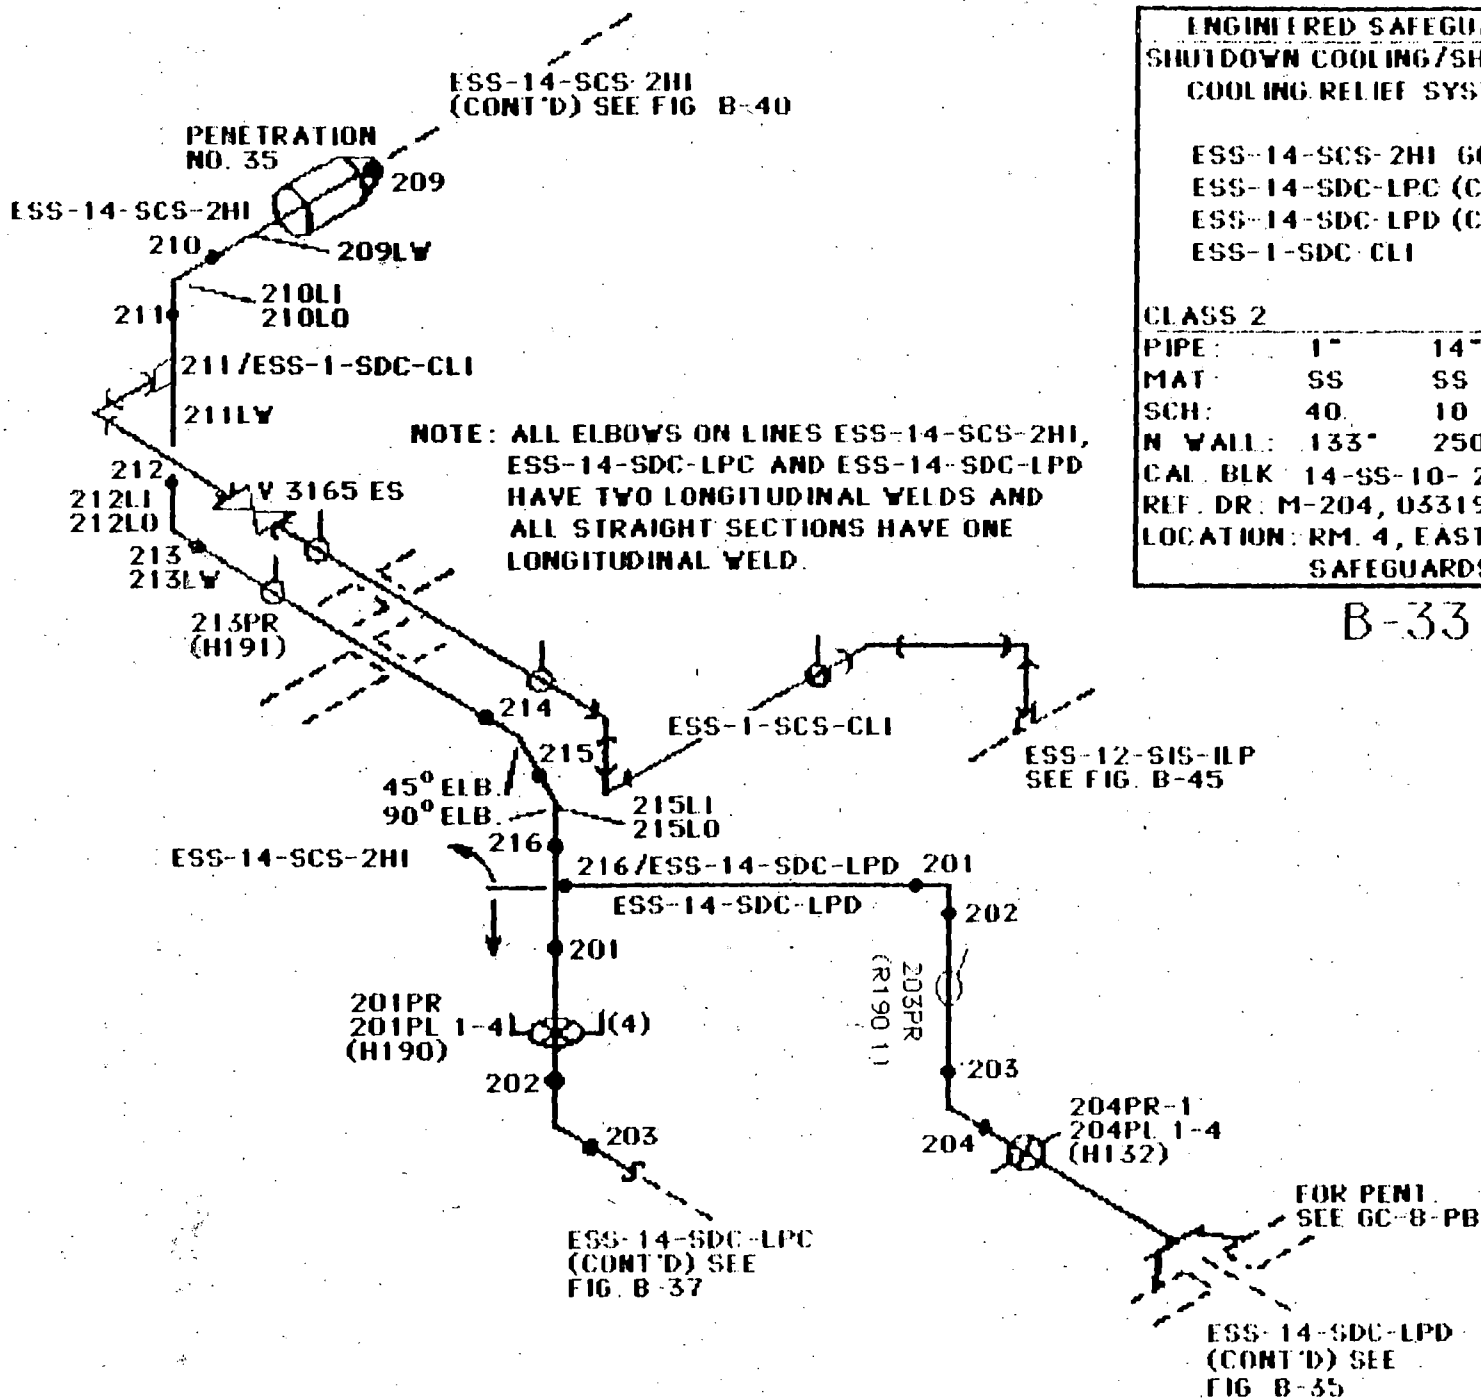 ENGINEERED SAFEGU
SHUTDOWN COOLING/SH
COOLING RELIEF SYS
ESS-14-SCS-2HI GC
ESS-14-SDC-LPC (C
ESS-14-SDC-LPD (C
ESS-1-SDC CLI
CLASS 2
PIPE: 1" 14"
MAT SS SS
SCH: 40. 10
N WALL: .133" 250
CAL. BLK 14-SS-10-
REF. DR: M-204, 03319
LOCATION: RM. 4, EAST
SAFEGUARDS
B-33
ESS-14-SCS-2HI
(CONT'D) SEE FIG B-40
PENETRATION
NO. 35
209
ESS-14-SCS-2HI
210
209LW
210LI
210LO
211
211/ESS-1-SDC-CLI
211LW
NOTE: ALL ELBOWS ON LINES ESS-14-SCS-2HI,
ESS-14-SDC-LPC AND ESS-14-SDC-LPD
HAVE TWO LONGITUDINAL WELDS AND
ALL STRAIGHT SECTIONS HAVE ONE
LONGITUDINAL WELD.
212
212LI
212LO
V 3165 ES
213
213LW
213PR
(H191)
214
ESS-1-SCS-CLI
215
ESS-12-SIS-ILP
SEE FIG. B-45
45° ELB.
90° ELB.
215LI
215LO
216
ESS-14-SCS-2HI
216/ESS-14-SDC-LPD
201
ESS-14-SDC-LPD
202
201
203PR
(R190 1)
201PR
201PL 1-4
(H190)
(4)
202
203
203
204PR-1
204PL 1-4
(H132)
204
FOR PENT.
SEE GC-8-PB
ESS-14-SDC-LPC
(CONT'D) SEE
FIG. B-37
ESS-14-SDC-LPD
(CONT'D) SEE
FIG B-35